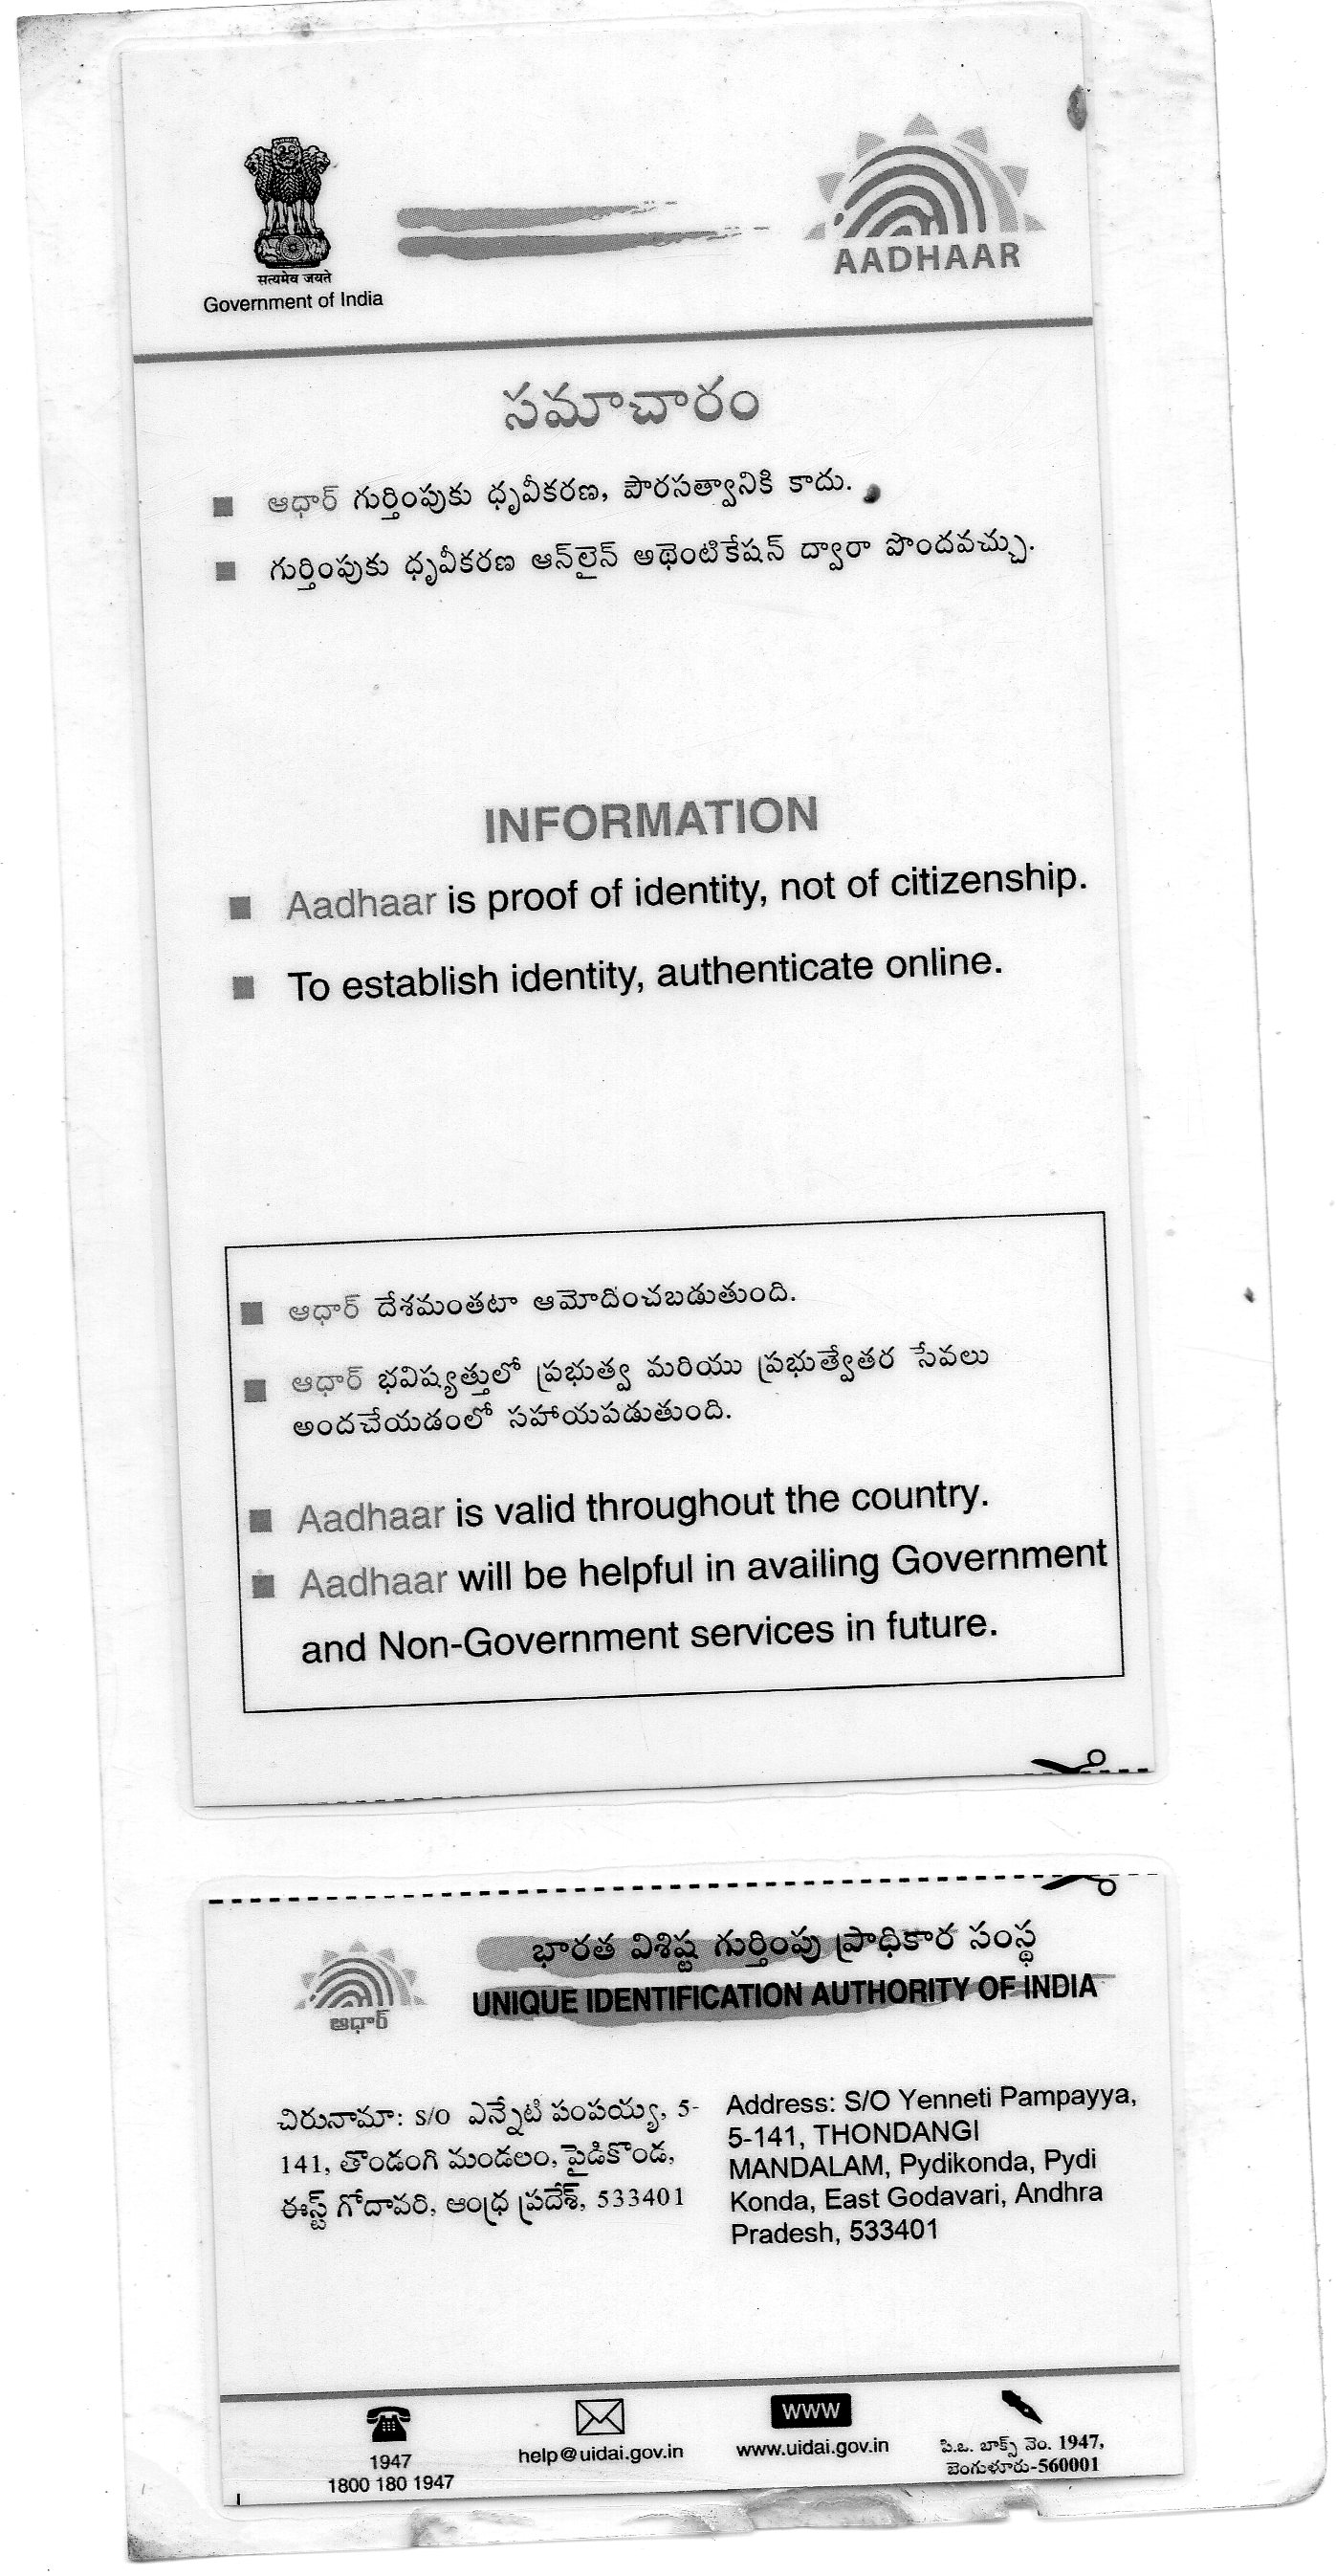 सत्यमेव जयते
Government of India
AADHAAR
సమాచారం
ఆధార్ గుర్తింపుకు ధృవీకరణ, పౌరసత్వానికి కాదు.
గుర్తింపుకు ధృవీకరణ ఆన్‌లైన్ ఆథెంటికేషన్ ద్వారా పొందవచ్చు.
INFORMATION
Aadhaar is proof of identity, not of citizenship.
To establish identity, authenticate online.
ఆధార్ దేశమంతటా ఆమోదించబడుతుంది.
ఆధార్ భవిష్యత్తులో ప్రభుత్వ మరియు ప్రభుత్వేతర సేవలు
అందచేయడంలో సహాయపడుతుంది.
Aadhaar is valid throughout the country.
Aadhaar will be helpful in availing Government
and Non-Government services in future.
భారత విశిష్ట గుర్తింపు ప్రాధికార సంస్థ
UNIQUE IDENTIFICATION AUTHORITY OF INDIA
ఆధార్
చిరునామా: S/O ఎన్నేటి పంపయ్య, 5-
141, తొండంగి మండలం, పైడికొండ,
ఈస్ట్ గోదావరి, ఆంధ్ర ప్రదేశ్, 533401
Address: S/O Yenneti Pampayya,
5-141, THONDANGI
MANDALAM, Pydikonda, Pydi
Konda, East Godavari, Andhra
Pradesh, 533401
1947
1800 180 1947
help@uidai.gov.in
www
www.uidai.gov.in
పి.ఒ. బాక్స్ నెం. 1947,
బెంగుళూరు-560001